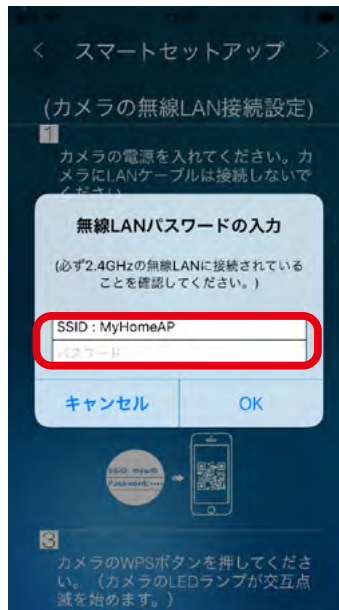 < スマートセットアップ >
(カメラの無線LAN接続設定)
1
カメラの電源を入れてください。カ
メラにLANケーブルは接続しないで
ください
無線LANパスワードの入力
(必ず2.4GHzの無線LANに接続されている
ことを確認してください。)
SSID : MyHomeAP
パスワード
キャンセル
OK
SSID: mywifi
Password:····
3
カメラのWPSボタンを押してくださ
い。（カメラのLEDランプが交互点
滅を始めます。）